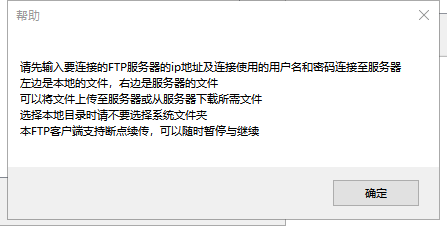 帮助
请先输入要连接的FTP服务器的ip地址及连接使用的用户名和密码连接至服务器
左边是本地的文件，右边是服务器的文件
可以将文件上传至服务器或从服务器下载所需文件
选择本地目录时请不要选择系统文件夹
本FTP客户端支持断点续传，可以随时暂停与继续
确定